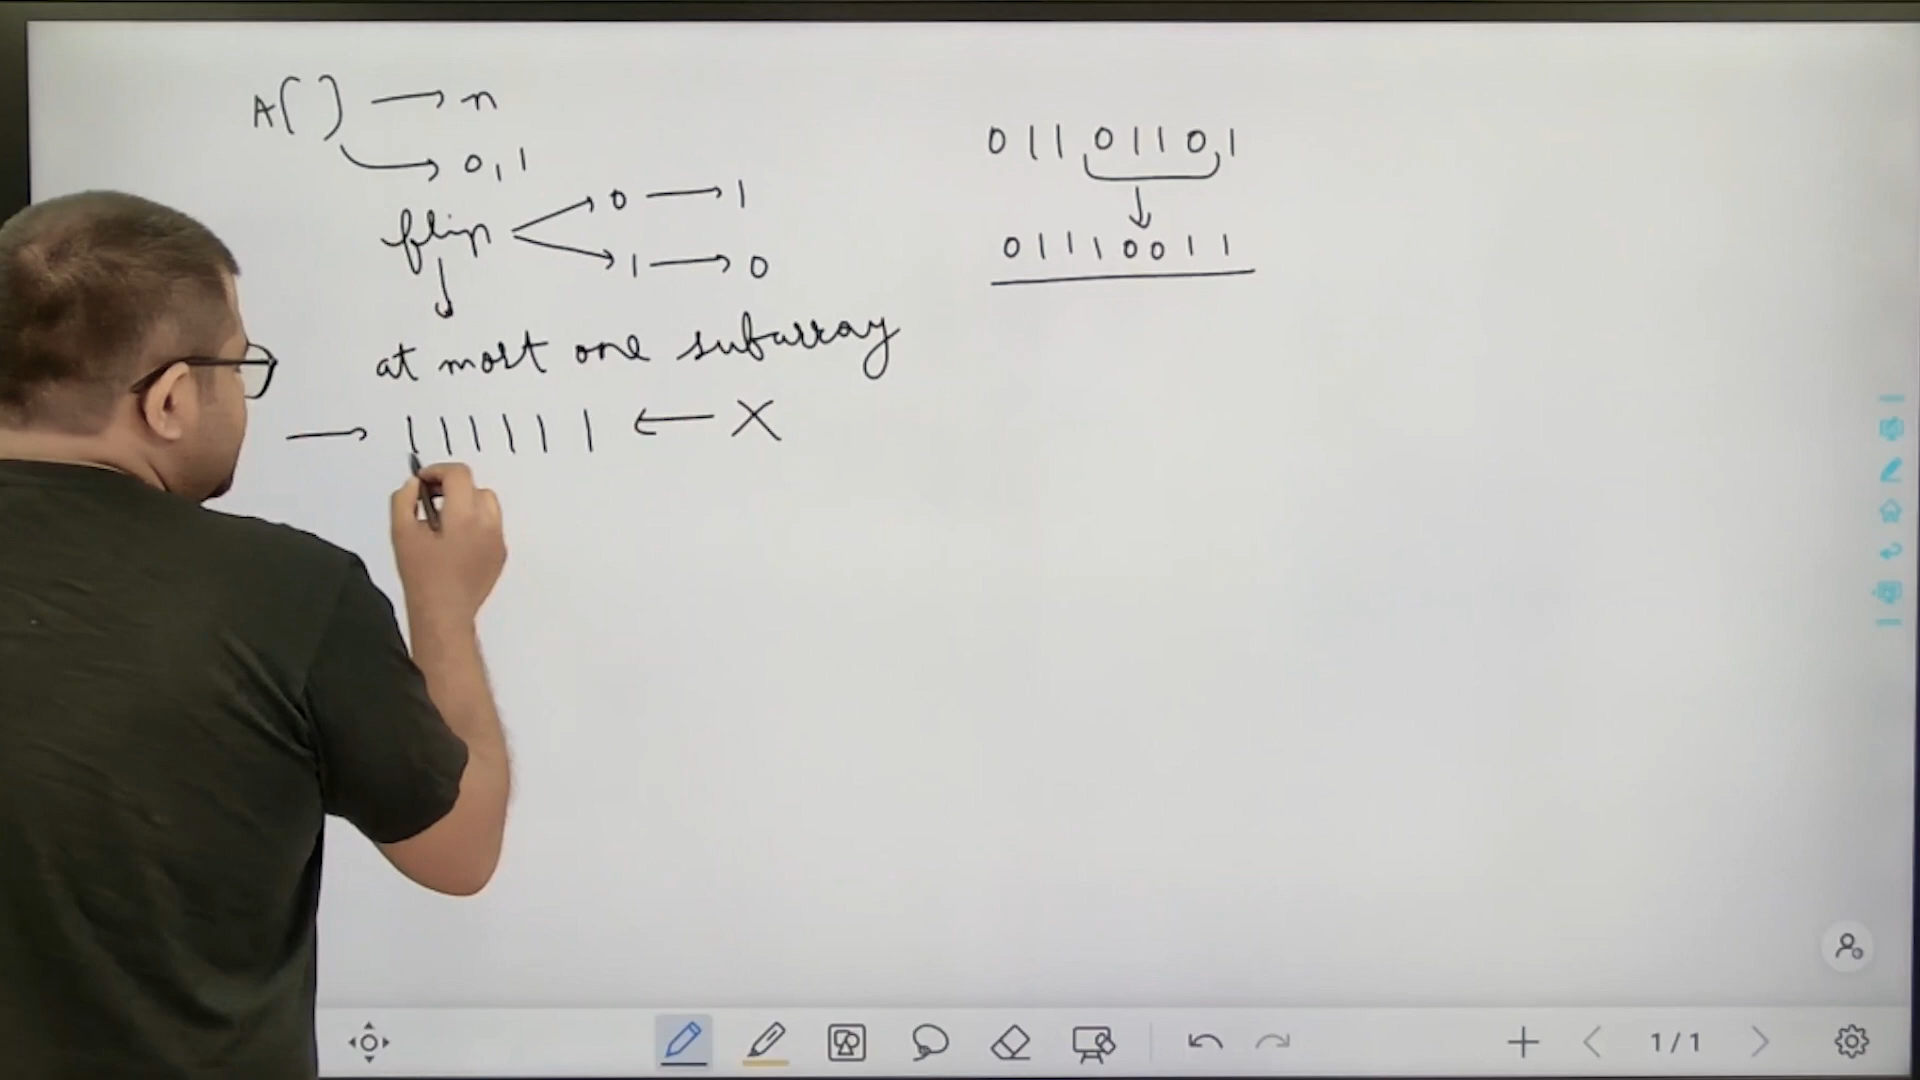 A[ ] → n
→ 0, 1
flip 0 → 1
1 → 0
at most one subarray
→ 1 1 1 1 1 1 ← X
0 1 1 0 1 1 0 1
0 1 1 1 0 0 1 1
1/1